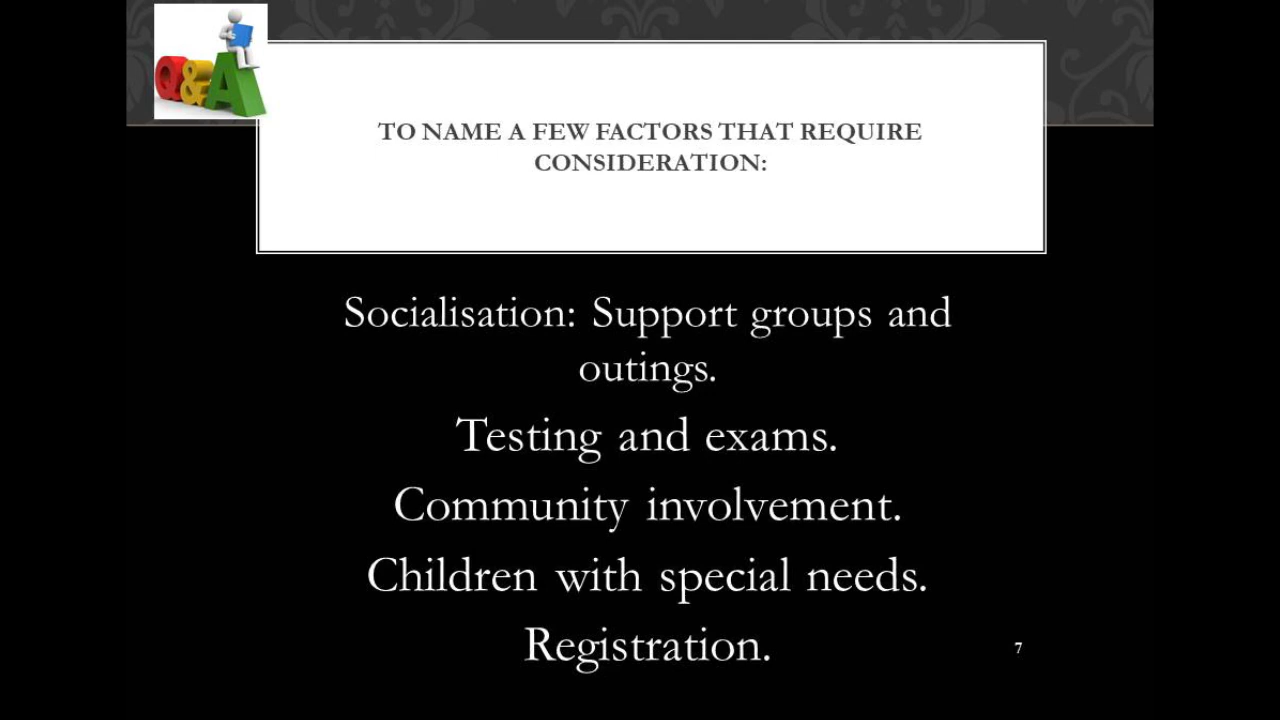 Q&A
TO NAME A FEW FACTORS THAT REQUIRE
CONSIDERATION:
Socialisation: Support groups and
outings.
Testing and exams.
Community involvement.
Children with special needs.
Registration.
7